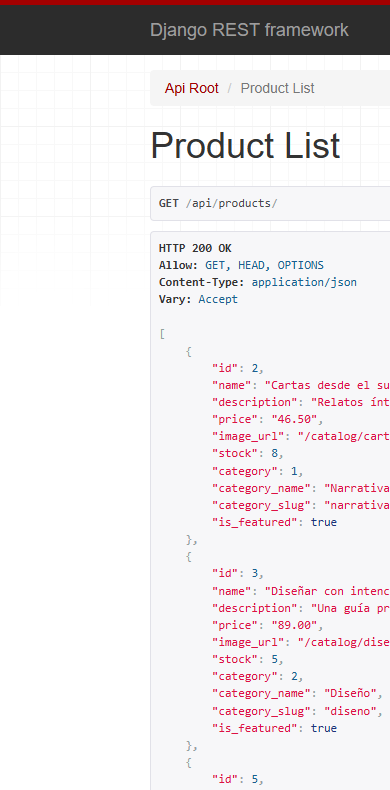 Django REST framework
Api Root / Product List
Product List
GET /api/products/
HTTP 200 OK
Allow: GET, HEAD, OPTIONS
Content-Type: application/json
Vary: Accept
[
    {
        "id": 2,
        "name": "Cartas desde el su
        "description": "Relatos ínt
        "price": "46.50",
        "image_url": "/catalog/cart
        "stock": 8,
        "category": 1,
        "category_name": "Narrativa
        "category_slug": "narrativa
        "is_featured": true
    },
    {
        "id": 3,
        "name": "Diseñar con intenc
        "description": "Una guía pr
        "price": "89.00",
        "image_url": "/catalog/dise
        "stock": 5,
        "category": 2,
        "category_name": "Diseño",
        "category_slug": "diseno",
        "is_featured": true
    },
    {
        "id": 5,